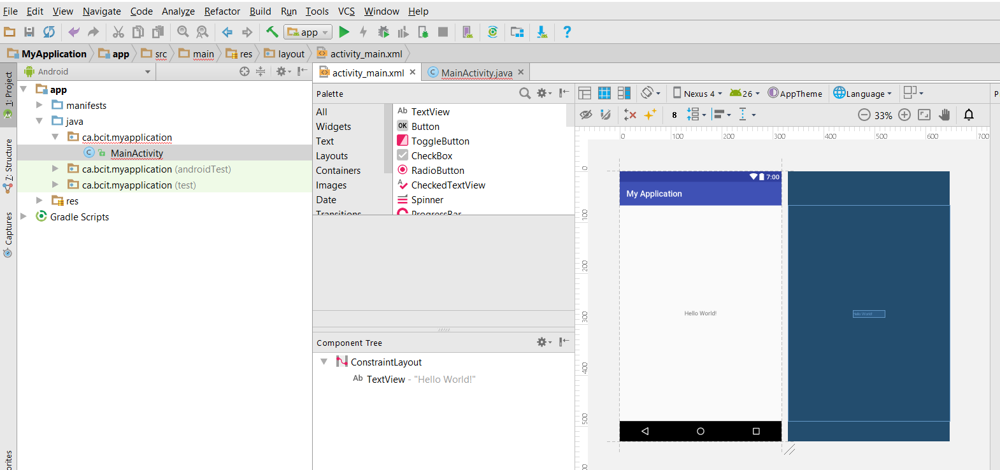 File Edit View Navigate Code Analyze Refactor Build Run Tools VCS Window Help
app
MyApplication app src main res layout activity_main.xml
1: Project
Z: Structure
Captures
Android
app
manifests
java
ca.bcit.myapplication
MainActivity
ca.bcit.myapplication (androidTest)
ca.bcit.myapplication (test)
res
Gradle Scripts
activity_main.xml MainActivity.java
Palette
All
Widgets
Text
Layouts
Containers
Images
Date
Transitions
Ab TextView
OK Button
ToggleButton
CheckBox
RadioButton
CheckedTextView
Spinner
ProgressBar
Component Tree
ConstraintLayout
Ab TextView - "Hello World!"
Nexus 4 26 AppTheme Language P
8 33%
0 100 200 300 400 500 600 700
0
100
200
300
400
500
7:00
My Application
Hello World!
Hello World!